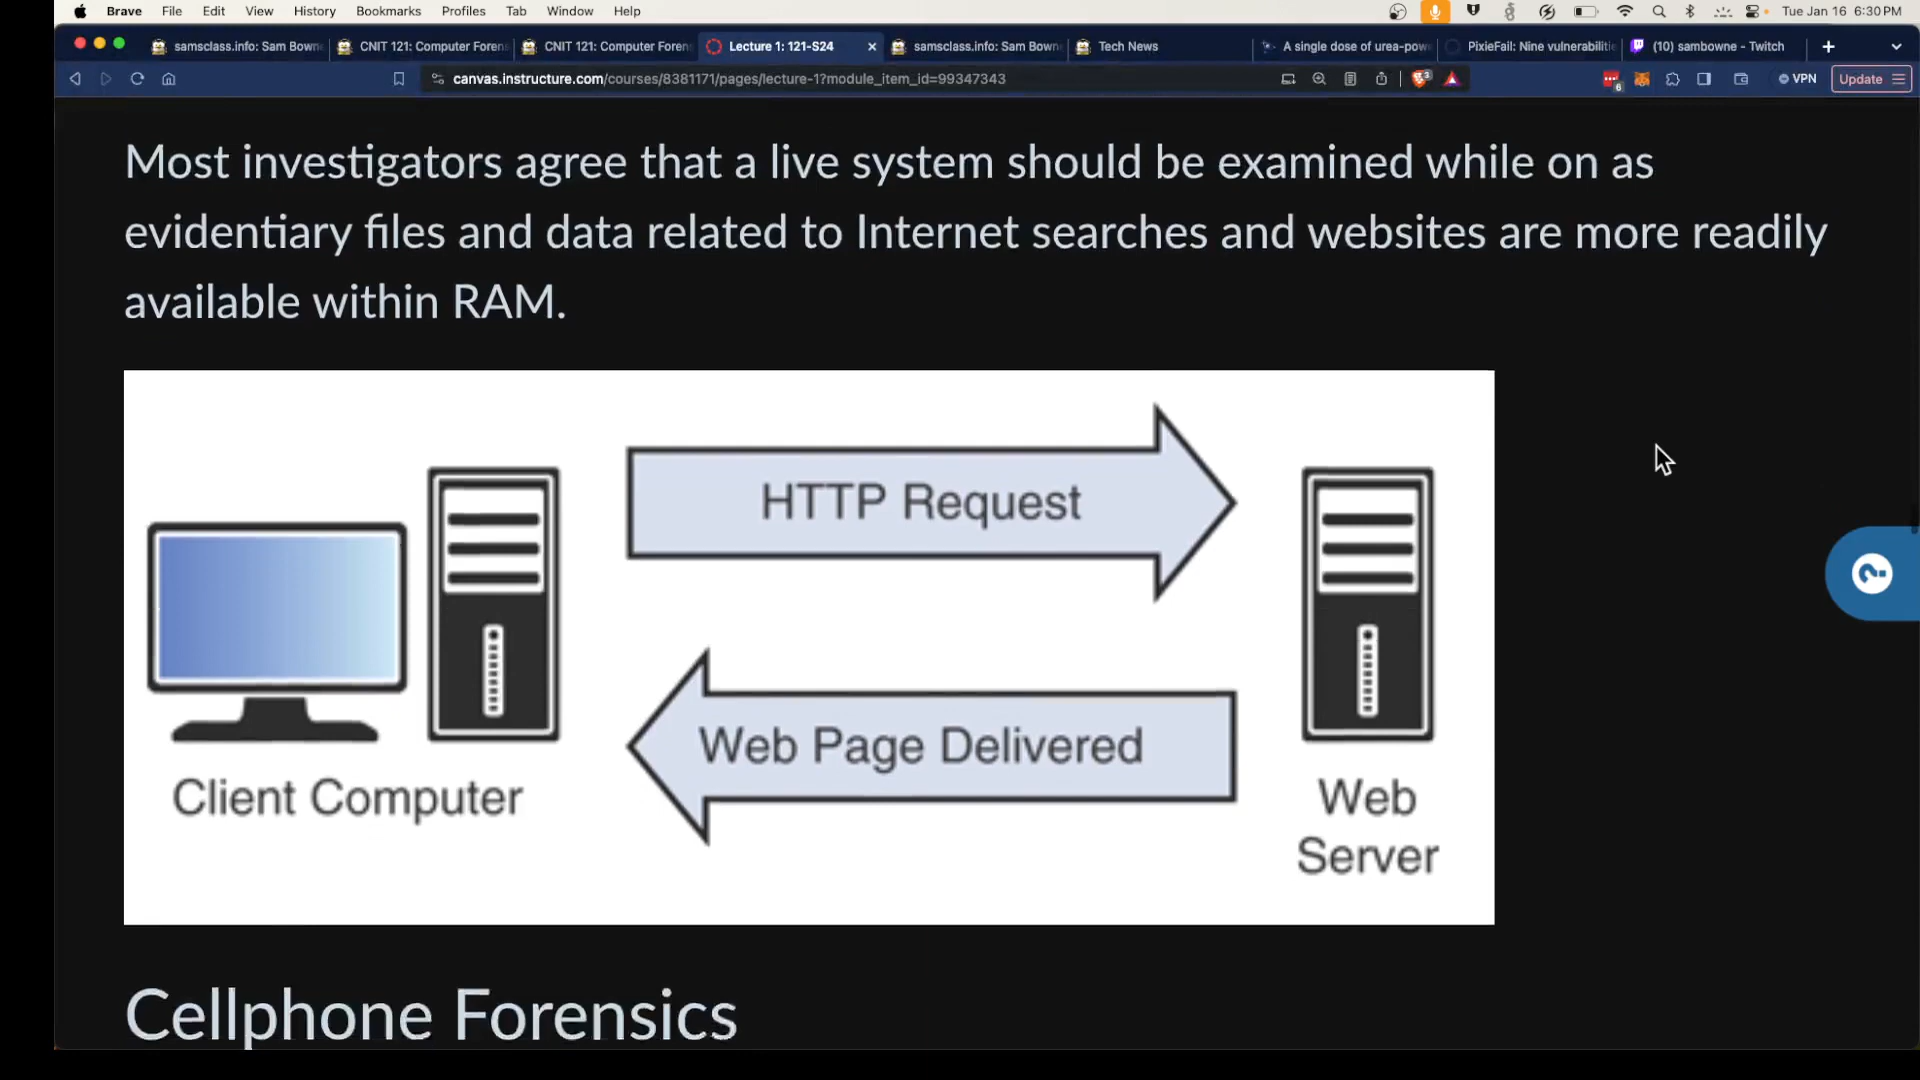 Brave File Edit View History Bookmarks Profiles Tab Window Help Tue Jan 16 6:30 PM
samsclass.info: Sam Bown CNIT 121: Computer Foren CNIT 121: Computer Foren Lecture 1: 121-S24 samsclass.info: Sam Bown Tech News A single dose of urea-pow PixieFail: Nine vulnerabiliti (10) sambowne - Twitch
canvas.instructure.com/courses/8381171/pages/lecture-1?module_item_id=99347343 3 6 VPN Update
Most investigators agree that a live system should be examined while on as
evidentiary files and data related to Internet searches and websites are more readily
available within RAM.
HTTP Request
Web Page Delivered
Client Computer
Web
Server
Cellphone Forensics